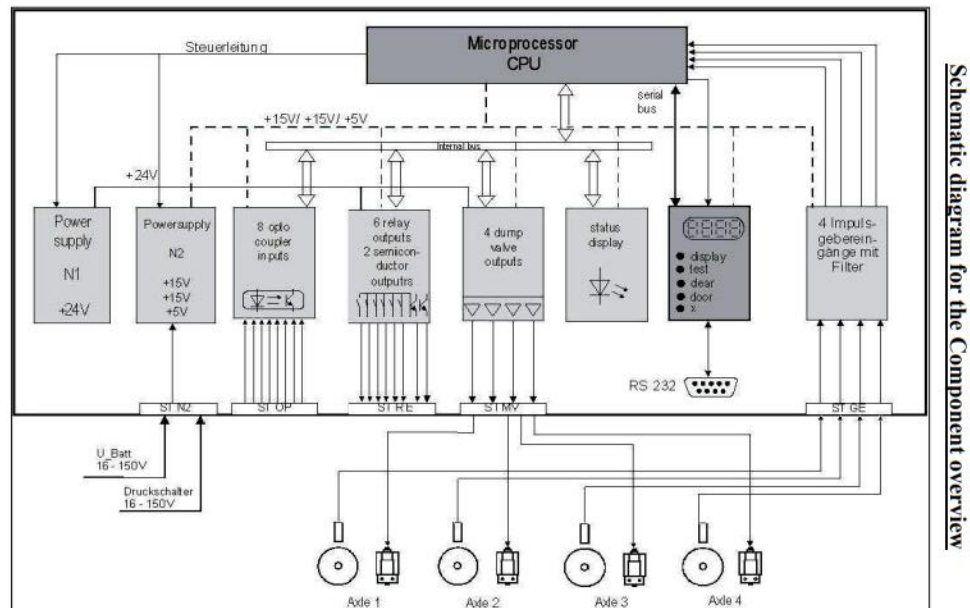 Schematic diagram for the Component overview
Microprocessor
CPU
Steuerleitung
serial
bus
+15V/ +15V/ +5V
Internal bus
+24V
Power
supply
N1
+24V
Powersupply
N2
+15V
+15V
+5V
8 opto
coupler
inputs
6 relay
outputs
2 semicon-
ductor
outputrs
4 dump
valve
outputs
status
display
display
test
clear
door
x
4 Impuls-
gebereein-
gänge mit
Filter
RS 232
ST N2
ST OP
ST RE
ST MV
ST GE
U_Batt
16 - 150V
Druckschalter
16 - 150V
Axle 1
Axle 2
Axle 3
Axle 4